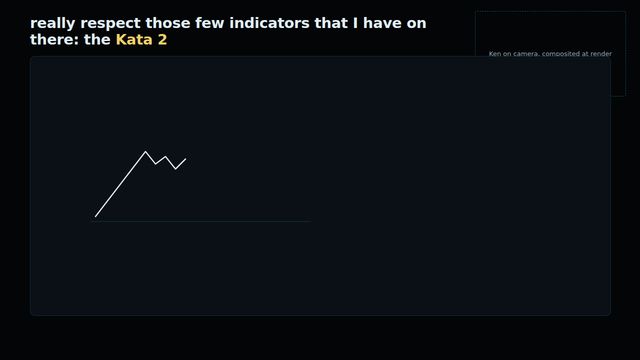 really respect those few indicators that I have on
there: the Kata 2
Ken on camera, composited at render